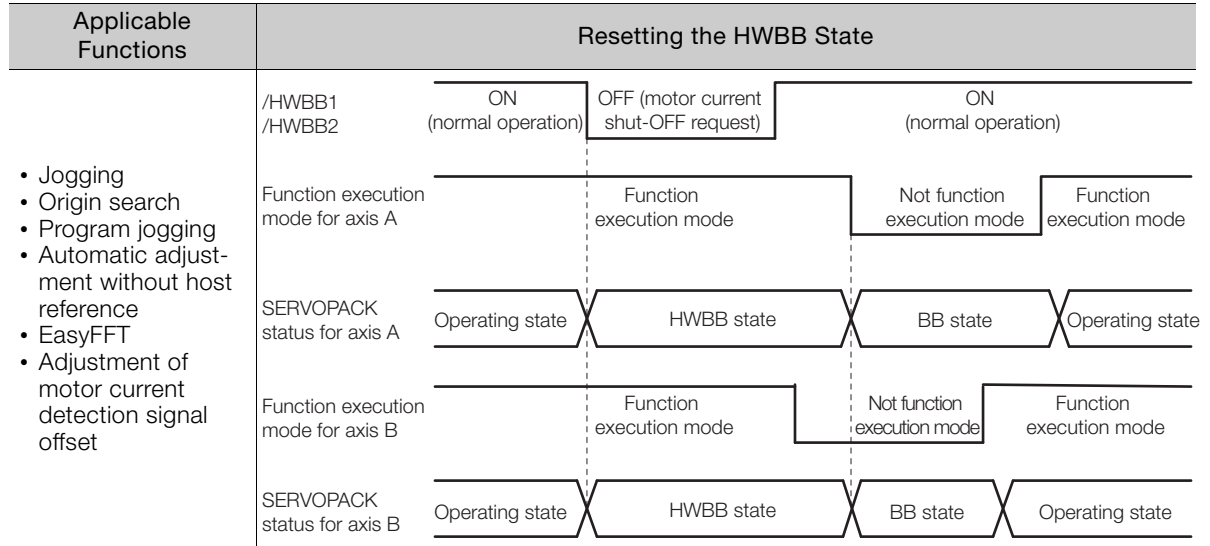 Applicable
Functions
Resetting the HWBB State
• Jogging
• Origin search
• Program jogging
• Automatic adjust-
ment without host
reference
• EasyFFT
• Adjustment of
motor current
detection signal
offset
/HWBB1
/HWBB2
ON
(normal operation)
OFF (motor current
shut-OFF request)
ON
(normal operation)
Function execution
mode for axis A
Function
execution mode
Not function
execution mode
Function
execution mode
SERVOPACK
status for axis A
Operating state
HWBB state
BB state
Operating state
Function execution
mode for axis B
Function
execution mode
Not function
execution mode
Function
execution mode
SERVOPACK
status for axis B
Operating state
HWBB state
BB state
Operating state